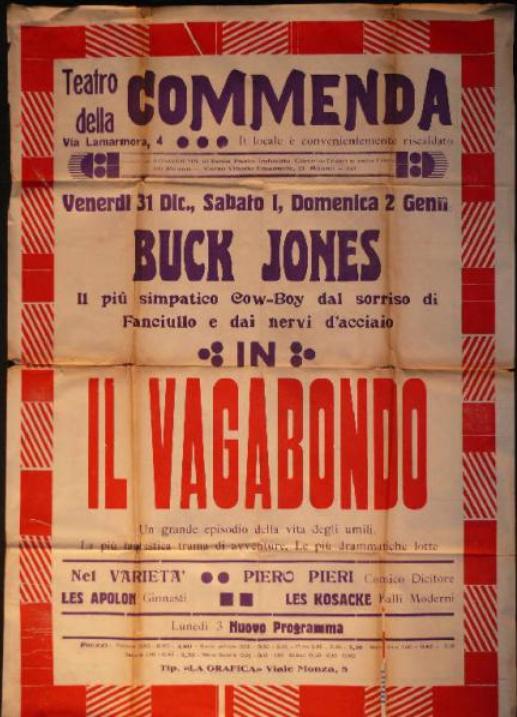 Teatro della COMMENDA
Via Lamarmora, 4 Il locale è convenientemente riscaldato
Venerdì 31 Dic., Sabato 1, Domenica 2 Genn
BUCK JONES
Il più simpatico Cow-Boy dal sorriso di
Fanciullo e dai nervi d'acciaio
IN
IL VAGABONDO
Un grande episodio della vita degli umili.
La più fantastica trama di avventure. Le più drammatiche lotte
Nel VARIETA' PIERO PIERI Comico Dicitore
LES APOLON Ginnasti LES KOSACKE Balli Moderni
Lunedì 3 Nuovo Programma
Tip. «LA GRAFICA» Viale Monza, 8